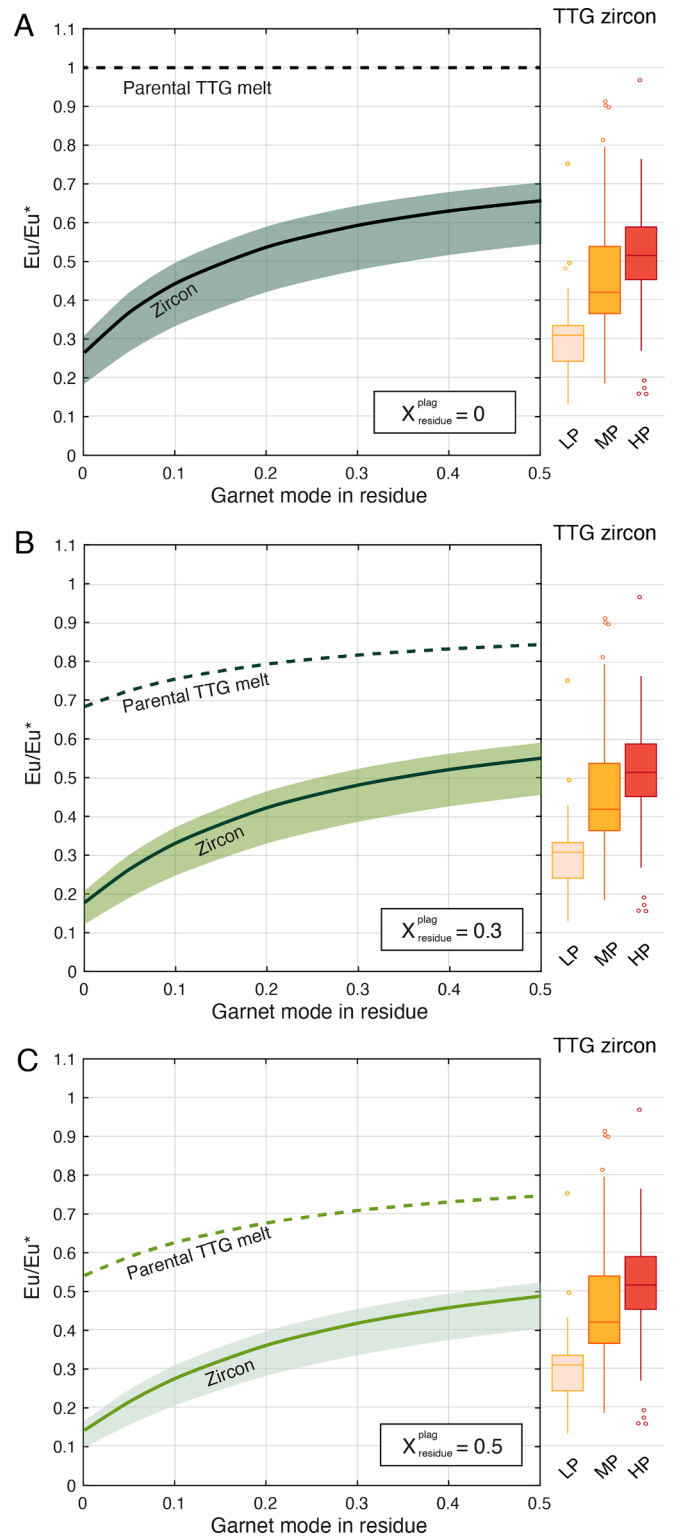 A
TTG zircon
1.1
1
0.9
0.8
0.7
0.6
0.5
0.4
0.3
0.2
0.1
0
Eu/Eu*
Parental TTG melt
Zircon
X plag residue = 0
LP
MP
HP
0
0.1
0.2
0.3
0.4
0.5
Garnet mode in residue
B
TTG zircon
1.1
1
0.9
0.8
0.7
0.6
0.5
0.4
0.3
0.2
0.1
0
Eu/Eu*
Parental TTG melt
Zircon
X plag residue = 0.3
LP
MP
HP
0
0.1
0.2
0.3
0.4
0.5
Garnet mode in residue
C
TTG zircon
1.1
1
0.9
0.8
0.7
0.6
0.5
0.4
0.3
0.2
0.1
0
Eu/Eu*
Parental TTG melt
Zircon
X plag residue = 0.5
LP
MP
HP
0
0.1
0.2
0.3
0.4
0.5
Garnet mode in residue